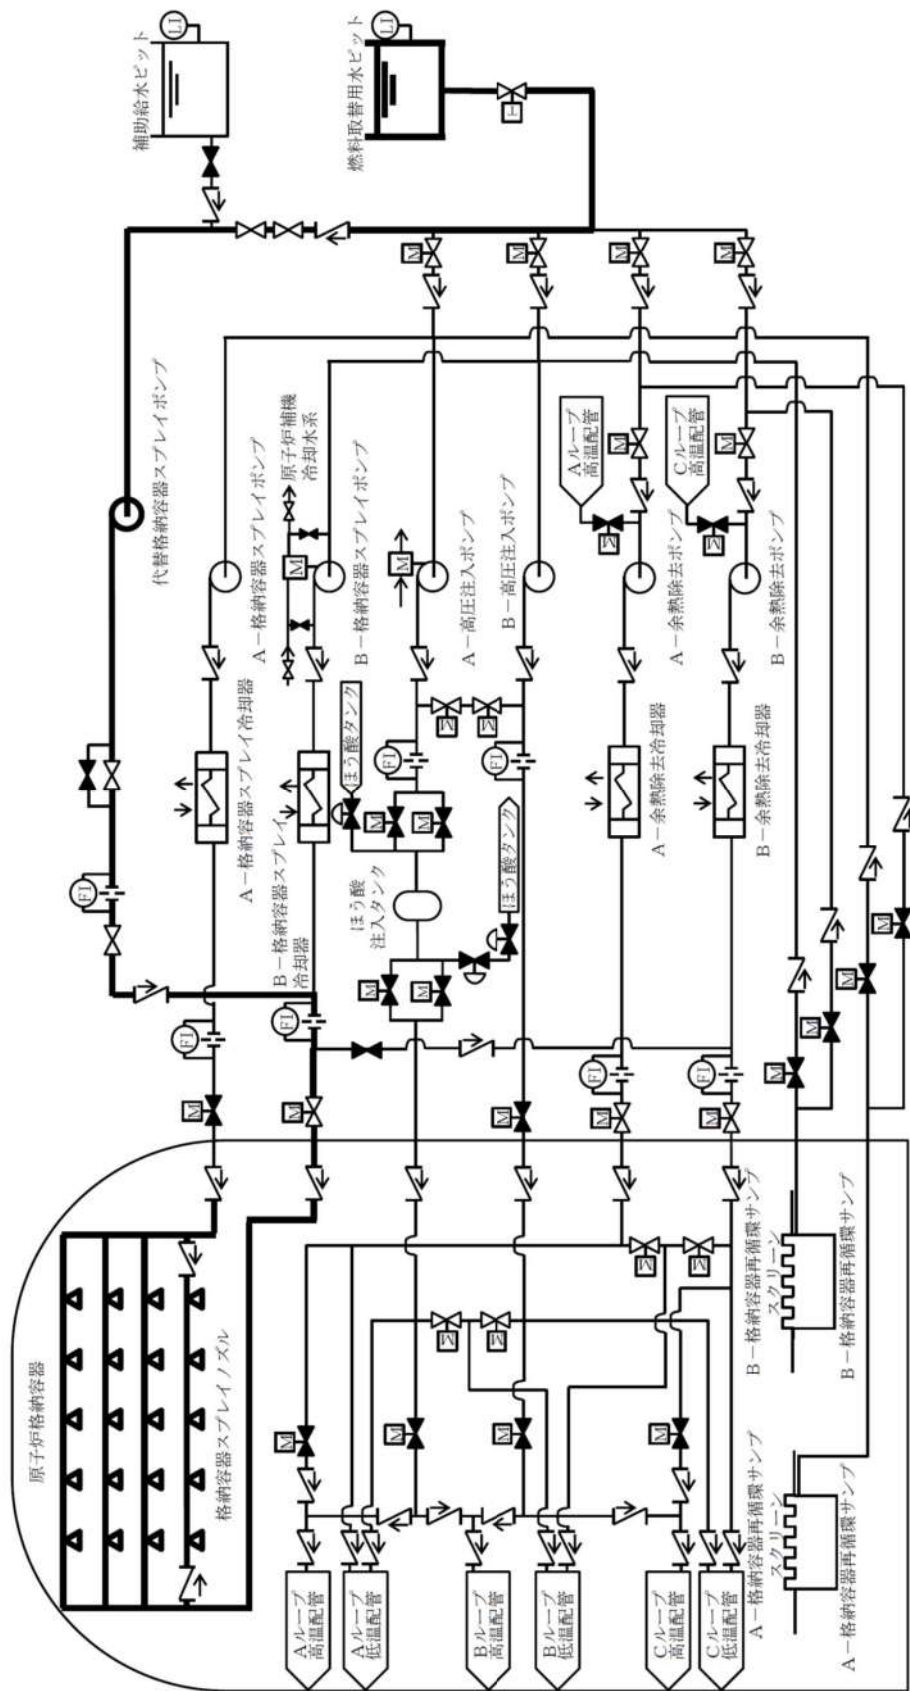 補助給水ピット
LI
燃料取替用水ピット
LI
代替格納容器スプレイポンプ
FI
A-格納容器スプレイポンプ
A-格納容器スプレイ冷却器
FI
M
原子炉補機
冷却水系
M
B-格納容器スプレイポンプ
B-格納容器スプレイ
冷却器
FI
M
ほう酸タンク
M
M
A-高圧注入ポンプ
FI
M
M
ほう酸
注入タンク
M
M
M
B-高圧注入ポンプ
M
M
FI
ほう酸タンク
M
M
Aループ
高温配管
M
M
A-余熱除去ポンプ
A-余熱除去冷却器
FI
M
M
Cループ
高温配管
M
M
B-余熱除去ポンプ
B-余熱除去冷却器
FI
M
M
M
M
M
原子炉格納容器
格納容器スプレイノズル
M
M
M
M
M
M
M
M
Aループ
高温配管
Aループ
低温配管
Bループ
高温配管
Bループ
低温配管
Cループ
高温配管
Cループ
低温配管
B-格納容器再循環サンプ
スクリーン
B-格納容器再循環サンプ
A-格納容器再循環サンプ
スクリーン
A-格納容器再循環サンプ